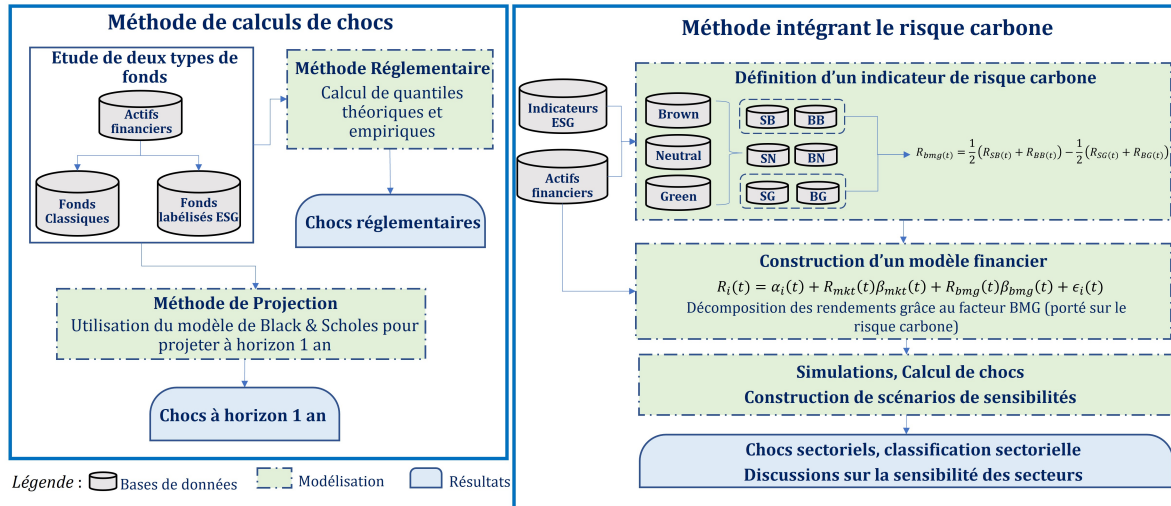 Méthode de calculs de chocs
Etude de deux types de
fonds
Actifs
financiers
Fonds
Classiques
Fonds
labélisés ESG
Méthode Réglementaire
Calcul de quantiles
théoriques et
empiriques
Chocs réglementaires
Méthode de Projection
Utilisation du modèle de Black & Scholes pour
projeter à horizon 1 an
Chocs à horizon 1 an
Légende :
Bases de données
Modélisation
Résultats
Méthode intégrant le risque carbone
Indicateurs
ESG
Actifs
financiers
Définition d'un indicateur de risque carbone
Brown
Neutral
Green
SB
BB
SN
BN
SG
BG
R_{bmg(t)} = \frac{1}{2}(R_{SB(t)} + R_{BB(t)}) - \frac{1}{2}(R_{SG(t)} + R_{BG(t)})
Construction d'un modèle financier
R_i(t) = α_i(t) + R_{mkt}(t)β_{mkt}(t) + R_{bmg}(t)β_{bmg}(t) + ϵ_i(t)
Décomposition des rendements grâce au facteur BMG (porté sur le
risque carbone)
Simulations, Calcul de chocs
Construction de scénarios de sensibilités
Chocs sectoriels, classification sectorielle
Discussions sur la sensibilité des secteurs